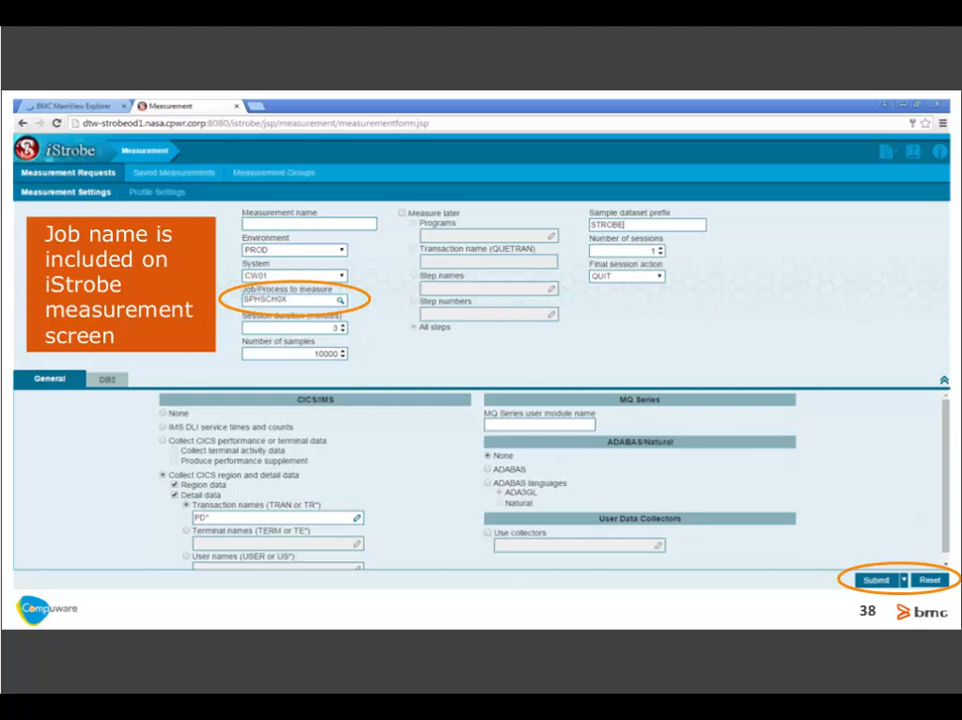 BMC MainView Explorer
Measurement
dtw-strobeod1.nasa.cpwr.corp:8080/istrobe/jsp/measurement/measurementform.jsp
iStrobe
Measurement
Measurement Requests
Saved Measurements
Measurement Groups
Measurement Settings
Profile Settings
Job name is
included on
iStrobe
measurement
screen
Measurement name
Environment
PROD
System
CW01
Job/Process to measure
SPHSCH0X
Session duration (minutes)
3
Number of samples
10000
Measure later
Programs
Transaction name (QUETRAN)
Step names
Step numbers
All steps
Sample dataset prefix
STROBE
Number of sessions
1
Final session action
QUIT
General
DB2
CICS/IMS
None
IMS DLI service times and counts
Collect CICS performance or terminal data
Collect terminal activity data
Produce performance supplement
Collect CICS region and detail data
Region data
Detail data
Transaction names (TRAN or TR*)
PD*
Terminal names (TERM or TE*)
User names (USER or US*)
MQ Series
MQ Series user module name
ADABAS/Natural
None
ADABAS
ADABAS languages
ADA3GL
Natural
User Data Collectors
Use collectors
Submit
Reset
Compuware
38
bmc